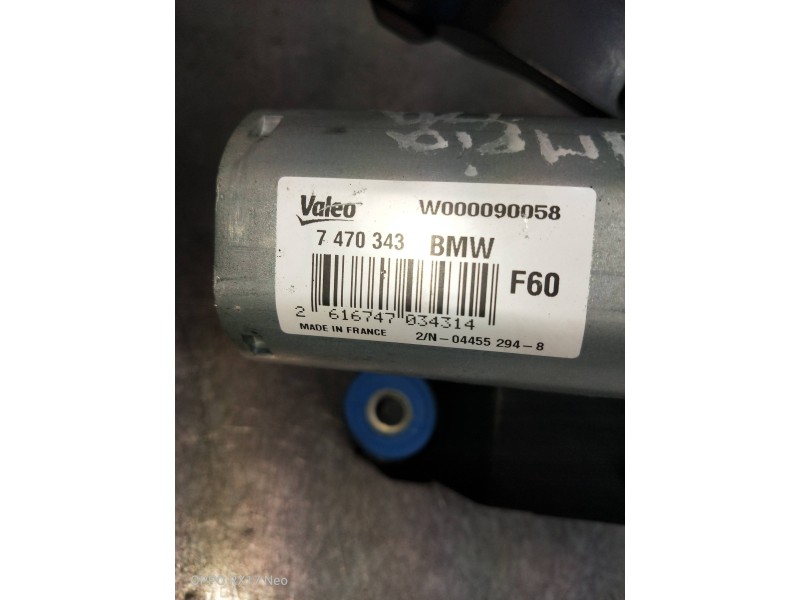 Valeo W000090058
7 470 343 BMW
F60
2 616747 034314
MADE IN FRANCE 2/N-04455 294-8